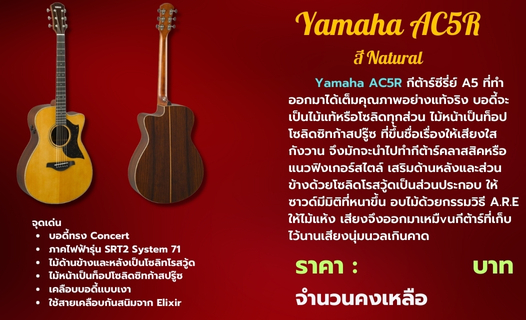 Yamaha AC5R
สี Natural
Yamaha AC5R กีต้าร์ซีรี่ย์ A5 ที่ทำ
ออกมาได้เต็มคุณภาพอย่างแท้จริง บอดี้จะ
เป็นไม้แท้หรือโซลิดทุกส่วน ไม้หน้าเป็นท็อป
โซลิดซิทก้าสปรู๊ซ ที่ขึ้นชื่อเรื่องให้เสียงใส
กังวาน จึงมักจะนำไปทำกีต้าร์คลาสสิคหรือ
แนวฟิงเกอร์สไตล์ เสริมด้านหลังและส่วน
ข้างด้วยโซลิดโรสวู้ดเป็นส่วนประกอบ ให้
ซาวด์มีมิติที่หนาขึ้น อบไม้ด้วยกรรมวิธี A.R.E
ให้ไม้แห้ง เสียงจึงออกมาเหมือนกีต้าร์ที่เก็บ
ไว้นานเสียงนุ่มนวลเกินคาด
จุดเด่น
• บอดี้ทรง Concert
• ภาคไฟฟ้ารุ่น SRT2 System 71
• ไม้ด้านข้างและหลังเป็นโซลิทโรสวู้ด
• ไม้หน้าเป็นท็อปโซลิดซิทก้าสปรู๊ซ
• เคลือบบอดี้แบบเงา
• ใช้สายเคลือบกันสนิมจาก Elixir
ราคา : บาท
จำนวนคงเหลือ